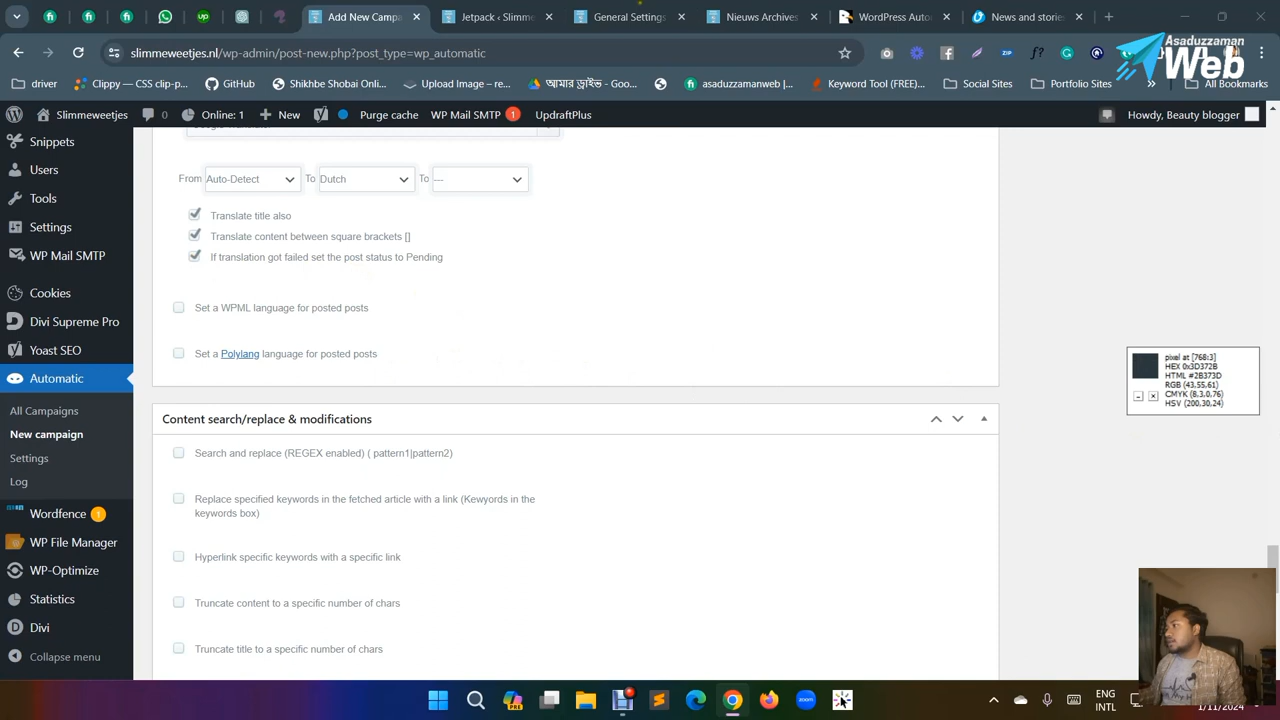 Add New Campa
Jetpack ‹ Slimme
General Settings
Nieuws Archives
WordPress Auto
News and stories
slimmeweetjes.nl/wp-admin/post-new.php?post_type=wp_automatic
Asaduzzaman
Web
driver
Clippy — CSS clip-p...
GitHub
Shikhbe Shobai Onli...
Upload Image – re...
আমার ড্রাইভ - Goo...
asaduzzamanweb |...
Keyword Tool (FREE)...
Social Sites
Portfolio Sites
All Bookmarks
Slimmeweetjes
0
Online: 1
New
Purge cache
WP Mail SMTP 1
UpdraftPlus
Howdy, Beauty blogger
Snippets
Users
Tools
Settings
WP Mail SMTP
Cookies
Divi Supreme Pro
Yoast SEO
Automatic
All Campaigns
New campaign
Settings
Log
Wordfence 1
WP File Manager
WP-Optimize
Statistics
Divi
Collapse menu
From Auto-Detect To Dutch To ---
Translate title also
Translate content between square brackets []
If translation got failed set the post status to Pending
Set a WPML language for posted posts
Set a Polylang language for posted posts
Content search/replace & modifications
Search and replace (REGEX enabled) ( pattern1|pattern2)
Replace specified keywords in the fetched article with a link (Kewyords in the
keywords box)
Hyperlink specific keywords with a specific link
Truncate content to a specific number of chars
Truncate title to a specific number of chars
pixel at [768:3]
HEX 0x3D372B
HTML #2B373D
RGB (43,55,61)
CMYK (8,3,0,76)
HSV (200,30,24)
ENG
INTL
1/11/2024